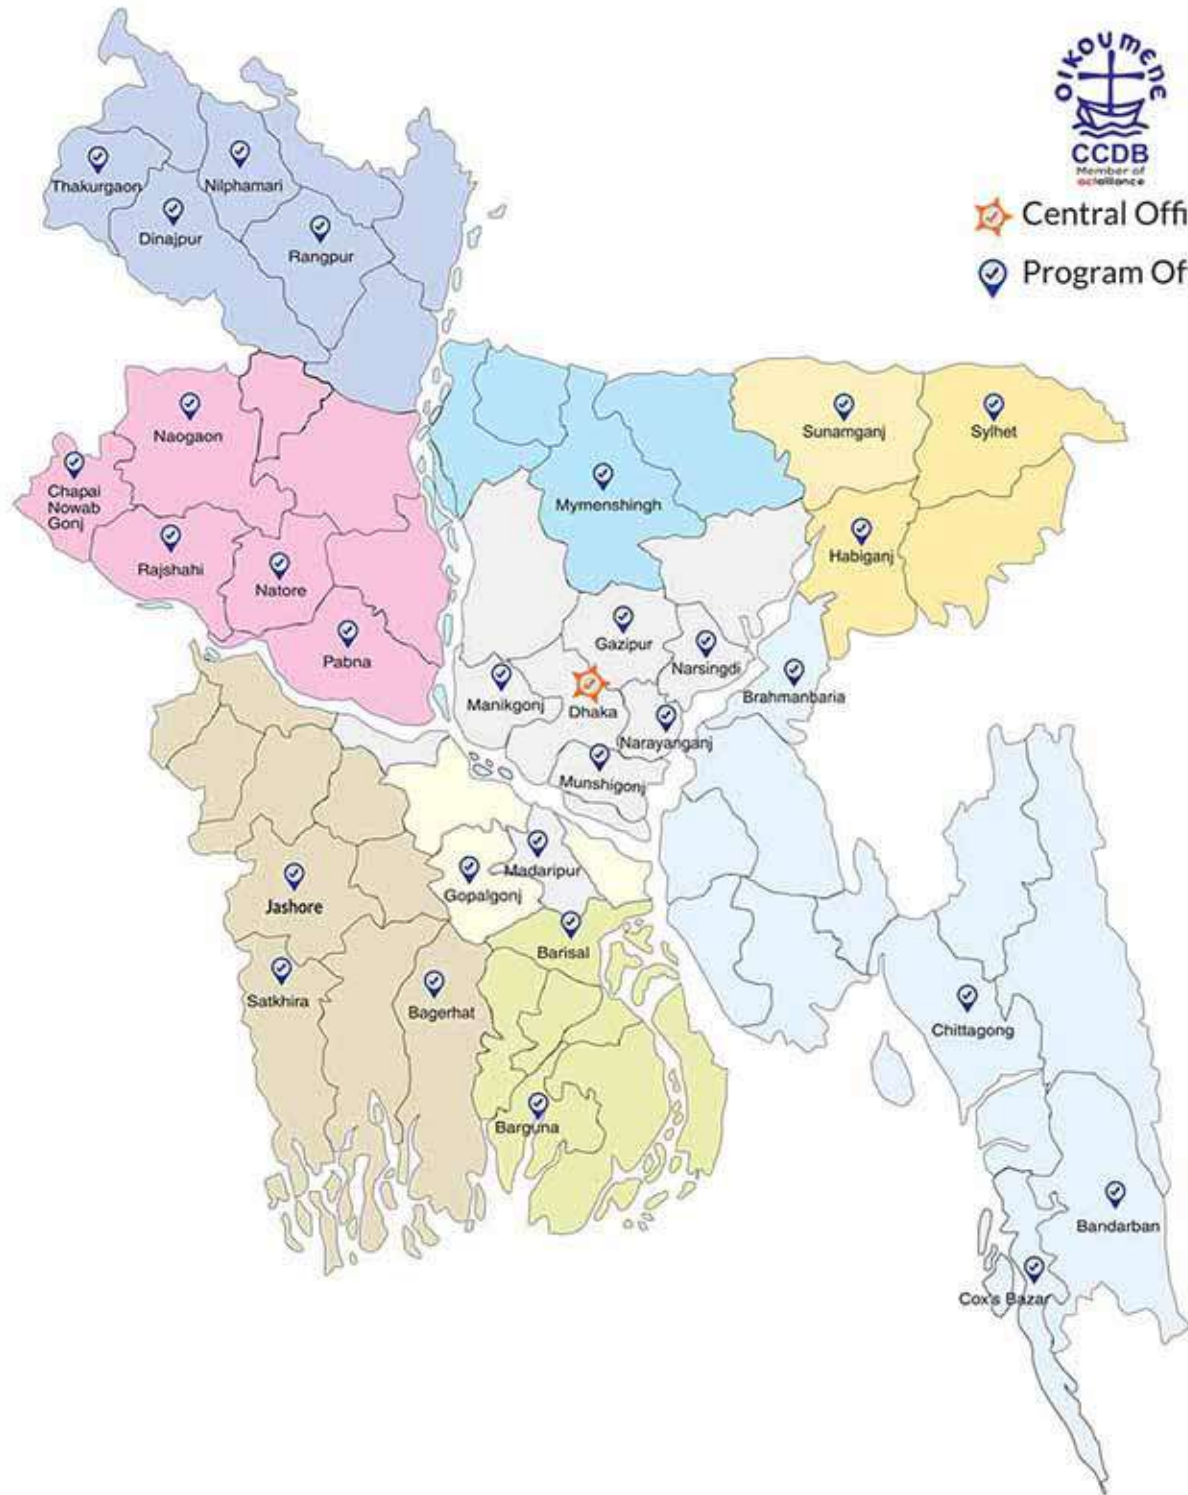 OIKOUMENE
CCDB
Member of
actalliance
Central Offi
Program Of
Thakurgaon
Nilphamari
Dinajpur
Rangpur
Naogaon
Sunamganj
Sylhet
Chapai
Nowab
Gonj
Mymenshingh
Rajshahi
Habiganj
Natore
Pabna
Gazipur
Narsingdi
Manikgonj
Dhaka
Brahmanbaria
Narayanganj
Munshigonj
Madaripur
Gopalgonj
Jashore
Barisal
Satkhira
Bagerhat
Chittagong
Barguna
Bandarban
Cox's Bazar